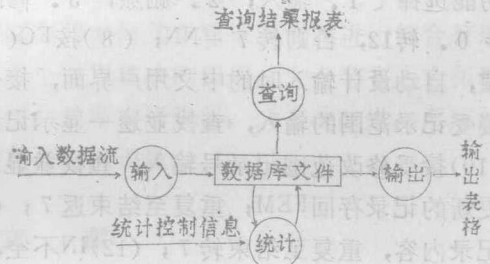 查询结果报表
查询
输入数据流
输入
数据库文件
输出
输出表格
统计控制信息
统计